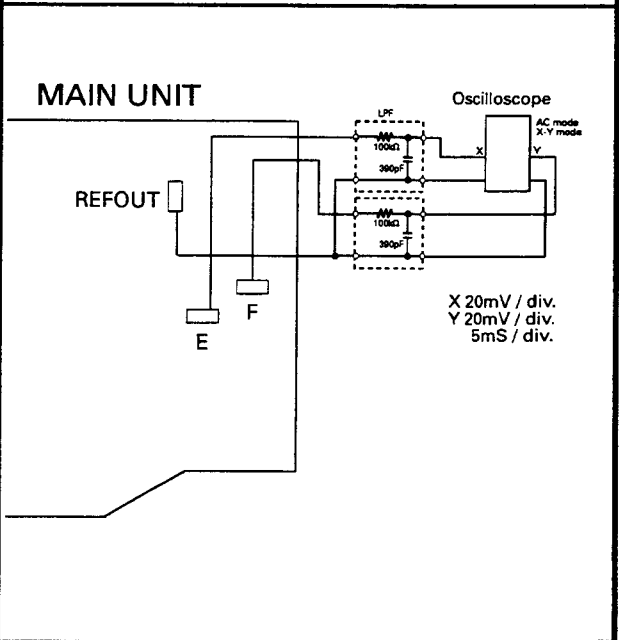 MAIN UNIT
LPF
Oscilloscope
AC mode
X-Y mode
100kΩ
X
Y
390pF
REFOUT
100kΩ
390pF
F
E
X 20mV / div.
Y 20mV / div.
5mS / div.